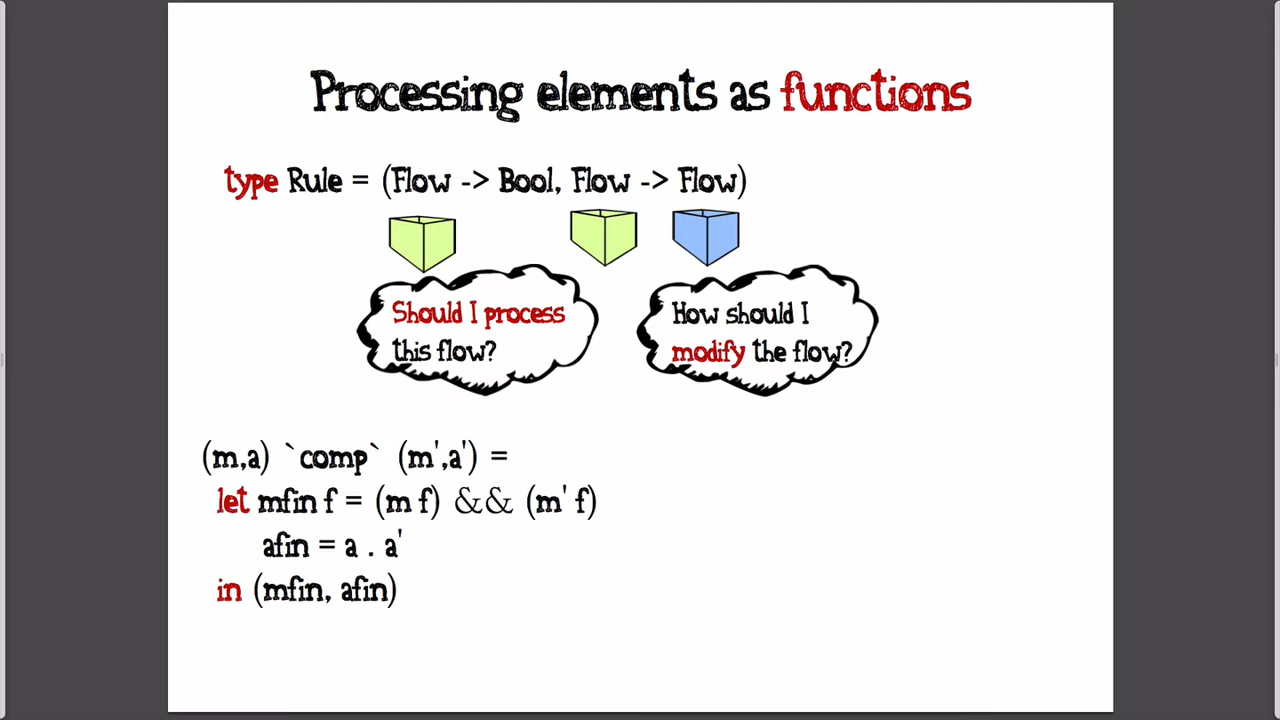 Processing elements as functions
type Rule = (Flow -> Bool, Flow -> Flow)
Should I process
this flow?
How should I
modify the flow?
(m,a) `comp` (m',a') =
let mfin f = (m f) && (m' f)
afin = a . a'
in (mfin, afin)